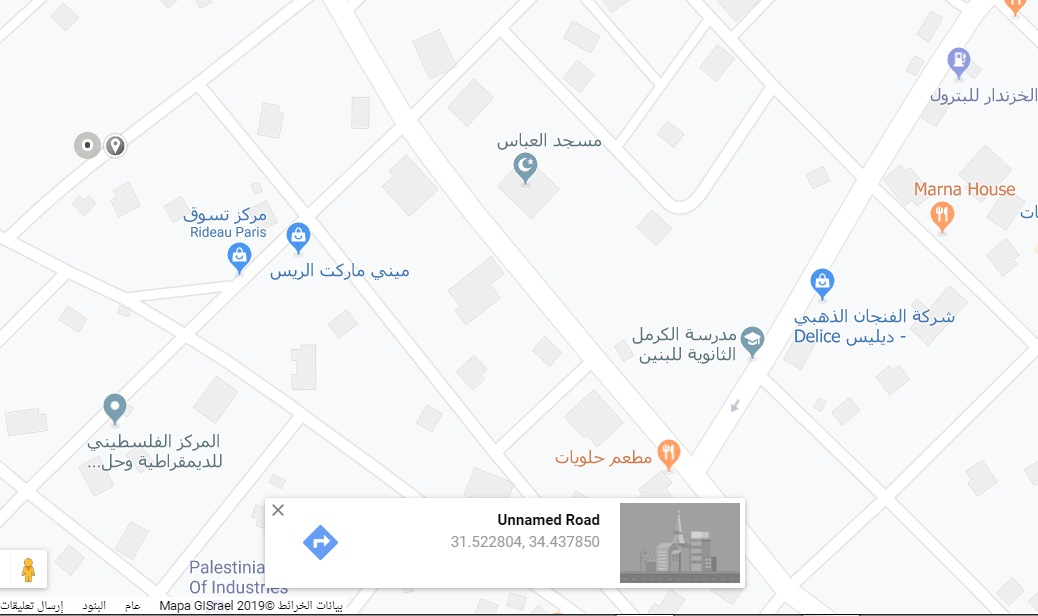 الخزندار للبترول
مسجد العباس
Marna House
مركز تسوق
Rideau Paris
ميني ماركت الريس
شركة الفنجان الذهبي
- ديليس Delice
مدرسة الكرمل
الثانوية للبنين
المركز الفلسطيني
للديمقراطية وحل...
مطعم حلويات
Unnamed Road
31.522804, 34.437850
Palestinia
Of Industries
بيانات الخرائط ©2019 Mapa GISrael
عام
البنود
إرسال تعليقات